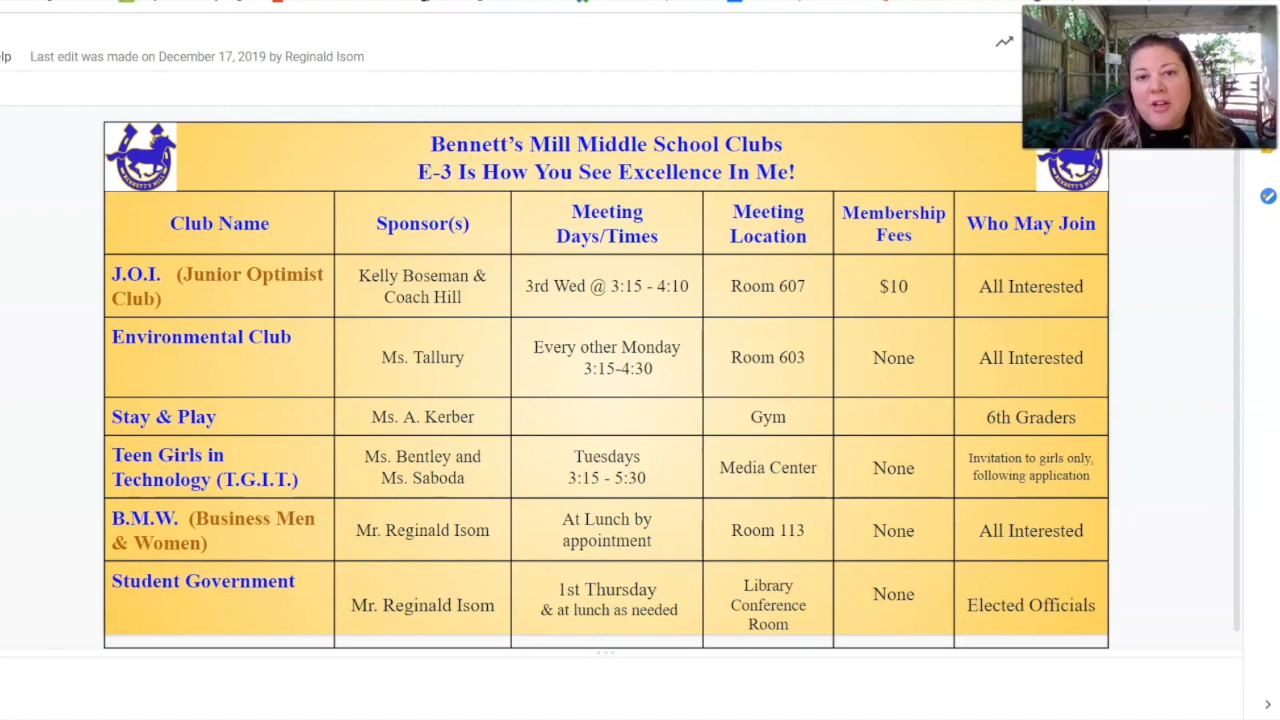 elp
Last edit was made on December 17, 2019 by Reginald Isom
Bennett's Mill Middle School Clubs
E-3 Is How You See Excellence In Me!
BENNETT'S MILL
Club Name
Sponsor(s)
Meeting
Days/Times
Meeting
Location
Membership
Fees
Who May Join
J.O.I. (Junior Optimist
Club)
Kelly Boseman &
Coach Hill
3rd Wed @ 3:15 - 4:10
Room 607
$10
All Interested
Environmental Club
Ms. Tallury
Every other Monday
3:15-4:30
Room 603
None
All Interested
Stay & Play
Ms. A. Kerber
Gym
6th Graders
Teen Girls in
Technology (T.G.I.T.)
Ms. Bentley and
Ms. Saboda
Tuesdays
3:15 - 5:30
Media Center
None
Invitation to girls only,
following application
B.M.W. (Business Men
& Women)
Mr. Reginald Isom
At Lunch by
appointment
Room 113
None
All Interested
Student Government
Mr. Reginald Isom
1st Thursday
& at lunch as needed
Library
Conference
Room
None
Elected Officials